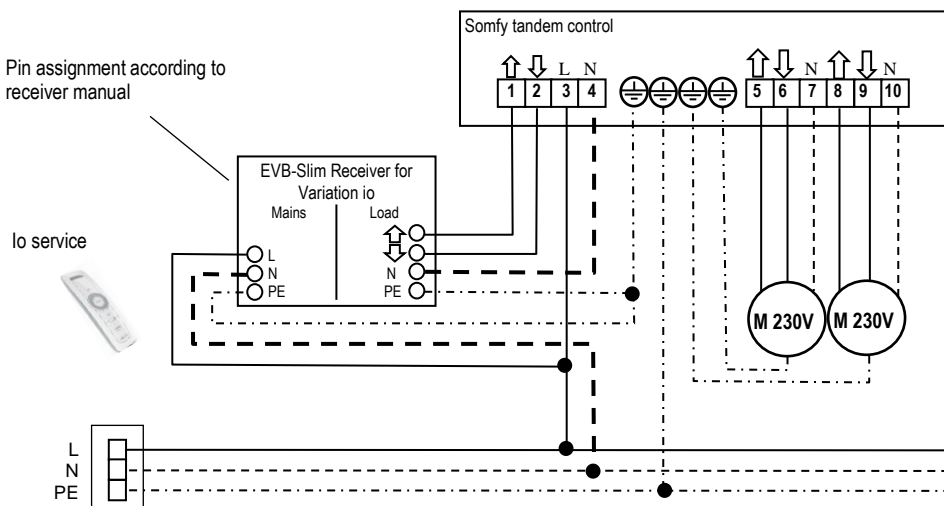 Somfy tandem control
Pin assignment according to
receiver manual
L N N N
1 2 3 4 5 6 7 8 9 10
EVB-Slim Receiver for
Variation io
Mains Load
Io service
L
N N
PE PE
M 230V M 230V
L
N
PE